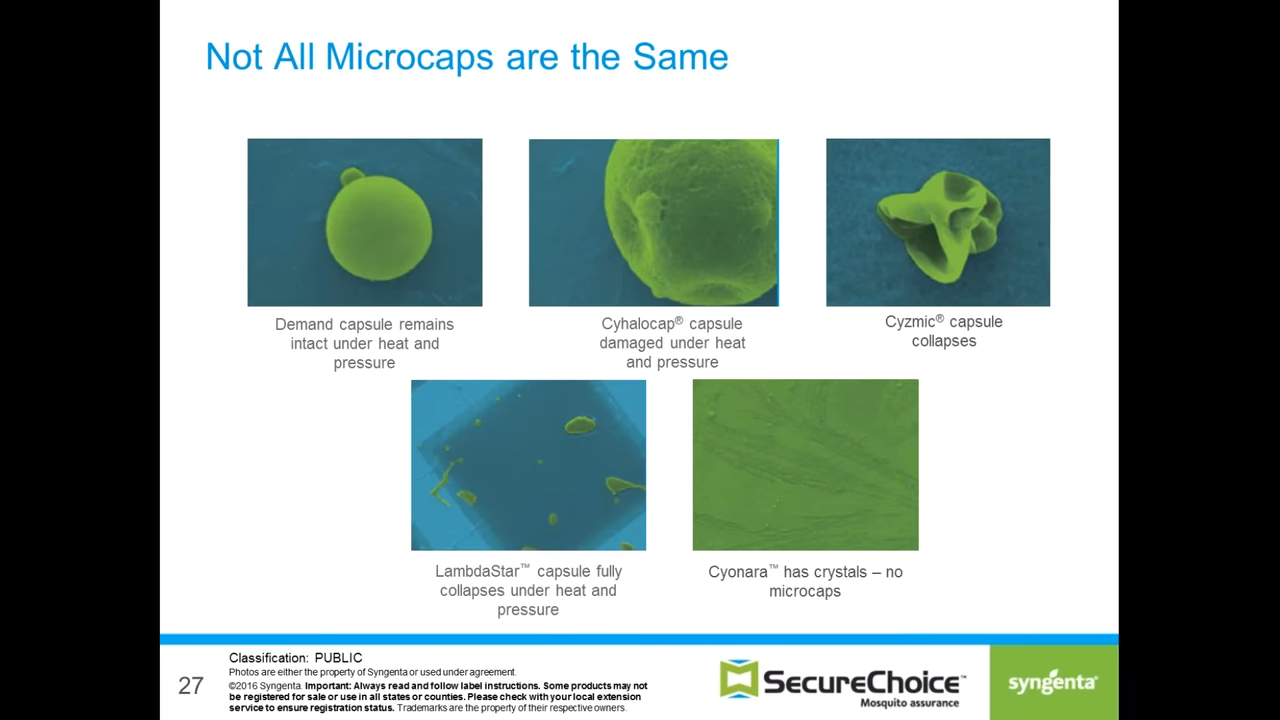 Not All Microcaps are the Same
Demand capsule remains
intact under heat and
pressure
Cyhalocap® capsule
damaged under heat
and pressure
Cyzmic® capsule
collapses
LambdaStar™ capsule fully
collapses under heat and
pressure
Cyonara™ has crystals – no
microcaps
27
Classification: PUBLIC
Photos are either the property of Syngenta or used under agreement.
©2016 Syngenta. Important: Always read and follow label instructions. Some products may not
be registered for sale or use in all states or counties. Please check with your local extension
service to ensure registration status. Trademarks are the property of their respective owners.
SecureChoice™
Mosquito assurance
syngenta®